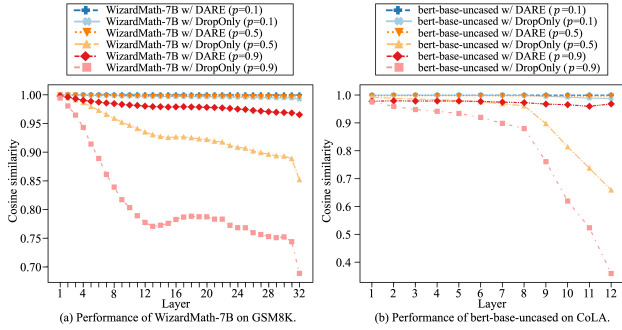 WizardMath-7B w/ DARE (p=0.1)
WizardMath-7B w/ DropOnly (p=0.1)
WizardMath-7B w/ DARE (p=0.5)
WizardMath-7B w/ DropOnly (p=0.5)
WizardMath-7B w/ DARE (p=0.9)
WizardMath-7B w/ DropOnly (p=0.9)
1.00
0.95
0.90
0.85
0.80
0.75
0.70
Cosine similarity
1 4 8 12 16 20 24 28 32
Layer
(a) Performance of WizardMath-7B on GSM8K.
bert-base-uncased w/ DARE (p=0.1)
bert-base-uncased w/ DropOnly (p=0.1)
bert-base-uncased w/ DARE (p=0.5)
bert-base-uncased w/ DropOnly (p=0.5)
bert-base-uncased w/ DARE (p=0.9)
bert-base-uncased w/ DropOnly (p=0.9)
1.0
0.9
0.8
0.7
0.6
0.5
0.4
Cosine similarity
1 2 3 4 5 6 7 8 9 10 11 12
Layer
(b) Performance of bert-base-uncased on CoLA.